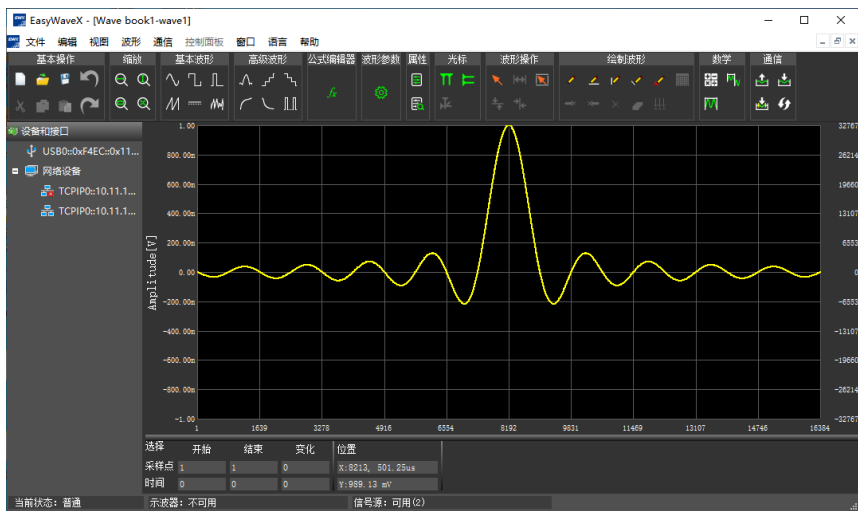 EasyWaveX - [Wave book1-wave1]
文件 编辑 视图 波形 通信 控制面板 窗口 语言 帮助
基本操作 缩放 基本波形 高级波形 公式编辑器 波形参数 属性 光标 波形操作 绘制波形 数学 通信
设备和接口
USB0::0xF4EC::0x11...
网络设备
TCPIP0::10.11.1...
TCPIP0::10.11.1...
Amplitude[V]
1.00 32767
800.00m 26214
600.00m 19660
400.00m 13107
200.00m 6553
0.00 0
-200.00m -6553
-400.00m -13107
-600.00m -19660
-800.00m -26214
-1.00 -32767
1 1639 3278 4916 6554 8192 9831 11469 13107 14746 16384
选择 开始 结束 变化 位置
采样点 1 1 0 X:8213, 501.25us
时间 0 0 0 Y:989.13 mV
当前状态: 普通 示波器: 不可用 信号源: 可用(2)